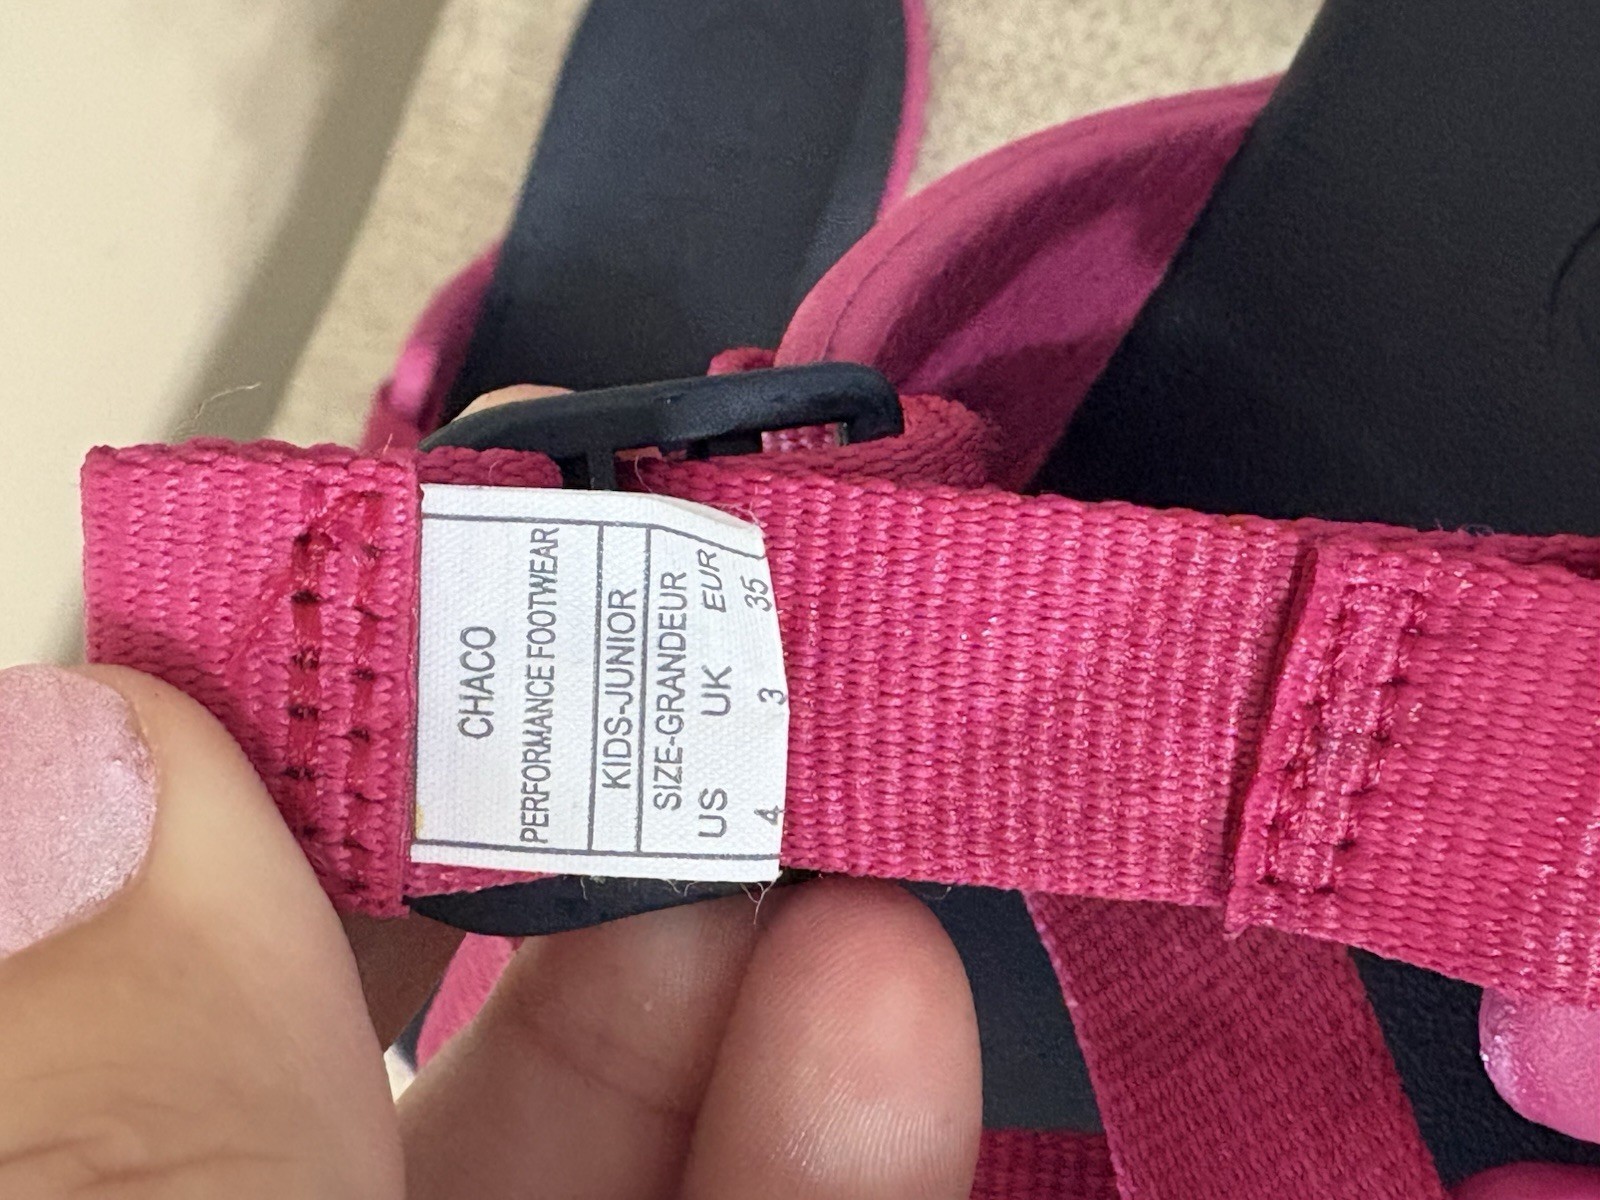 CHACO
PERFORMANCE FOOTWEAR
KIDS-JUNIOR
SIZE-GRANDEUR
US UK EUR
4 3 35